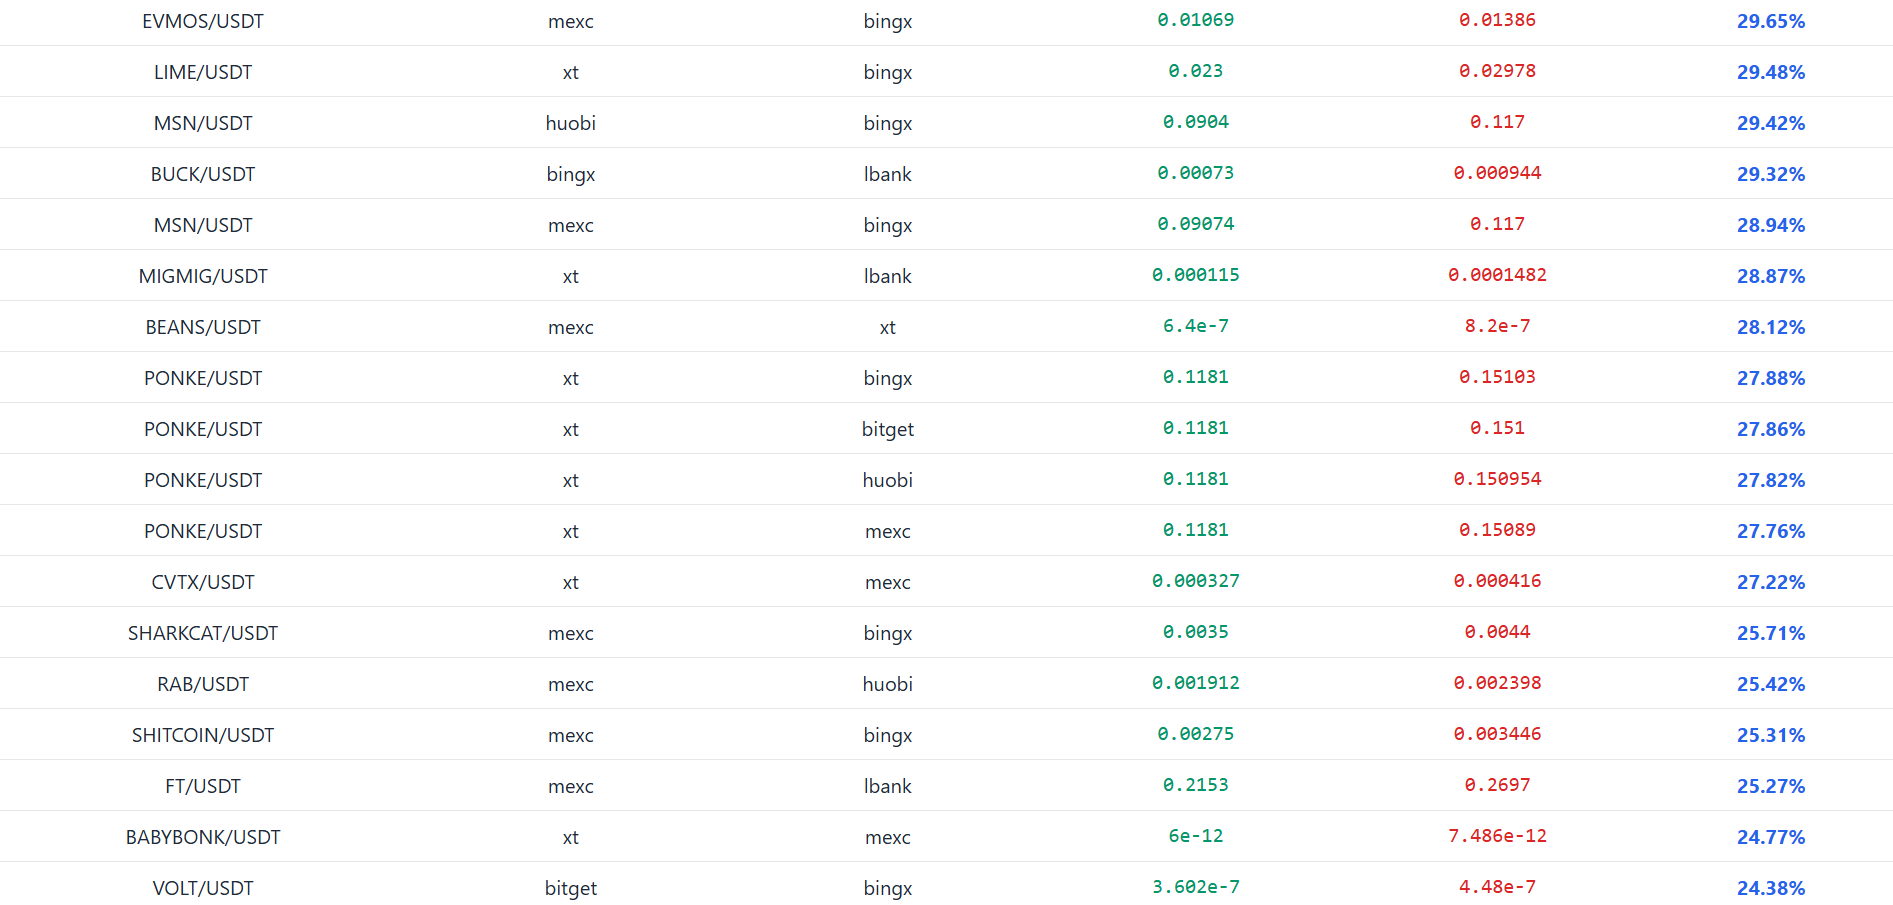 EVMOS/USDT mexc bingx 0.01069 0.01386 29.65%
LIME/USDT xt bingx 0.023 0.02978 29.48%
MSN/USDT huobi bingx 0.0904 0.117 29.42%
BUCK/USDT bingx lbank 0.00073 0.000944 29.32%
MSN/USDT mexc bingx 0.09074 0.117 28.94%
MIGMIG/USDT xt lbank 0.000115 0.0001482 28.87%
BEANS/USDT mexc xt 6.4e-7 8.2e-7 28.12%
PONKE/USDT xt bingx 0.1181 0.15103 27.88%
PONKE/USDT xt bitget 0.1181 0.151 27.86%
PONKE/USDT xt huobi 0.1181 0.150954 27.82%
PONKE/USDT xt mexc 0.1181 0.15089 27.76%
CVTX/USDT xt mexc 0.000327 0.000416 27.22%
SHARKCAT/USDT mexc bingx 0.0035 0.0044 25.71%
RAB/USDT mexc huobi 0.001912 0.002398 25.42%
SHITCOIN/USDT mexc bingx 0.00275 0.003446 25.31%
FT/USDT mexc lbank 0.2153 0.2697 25.27%
BABYBONK/USDT xt mexc 6e-12 7.486e-12 24.77%
VOLT/USDT bitget bingx 3.602e-7 4.48e-7 24.38%